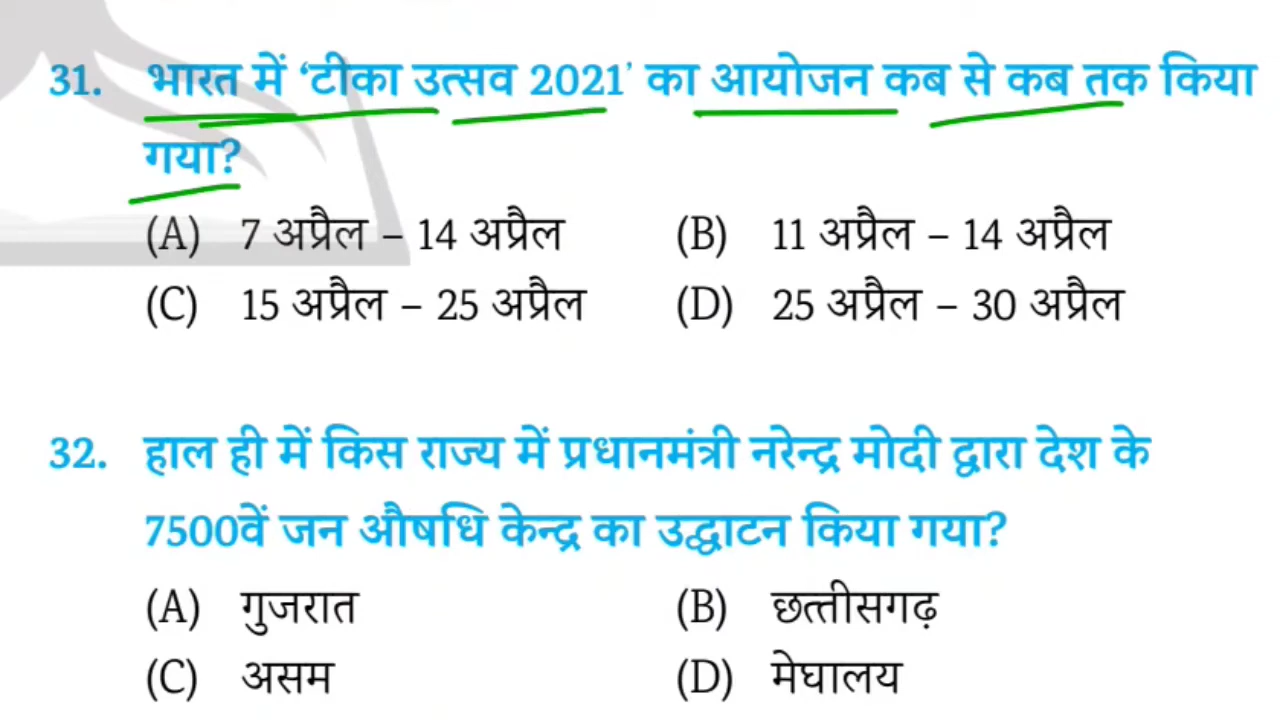 31. भारत में ‘टीका उत्सव 2021’ का आयोजन कब से कब तक किया
गया?
(A) 7 अप्रैल – 14 अप्रैल (B) 11 अप्रैल – 14 अप्रैल
(C) 15 अप्रैल – 25 अप्रैल (D) 25 अप्रैल – 30 अप्रैल
32. हाल ही में किस राज्य में प्रधानमंत्री नरेन्द्र मोदी द्वारा देश के
7500वें जन औषधि केन्द्र का उद्घाटन किया गया?
(A) गुजरात (B) छत्तीसगढ़
(C) असम (D) मेघालय